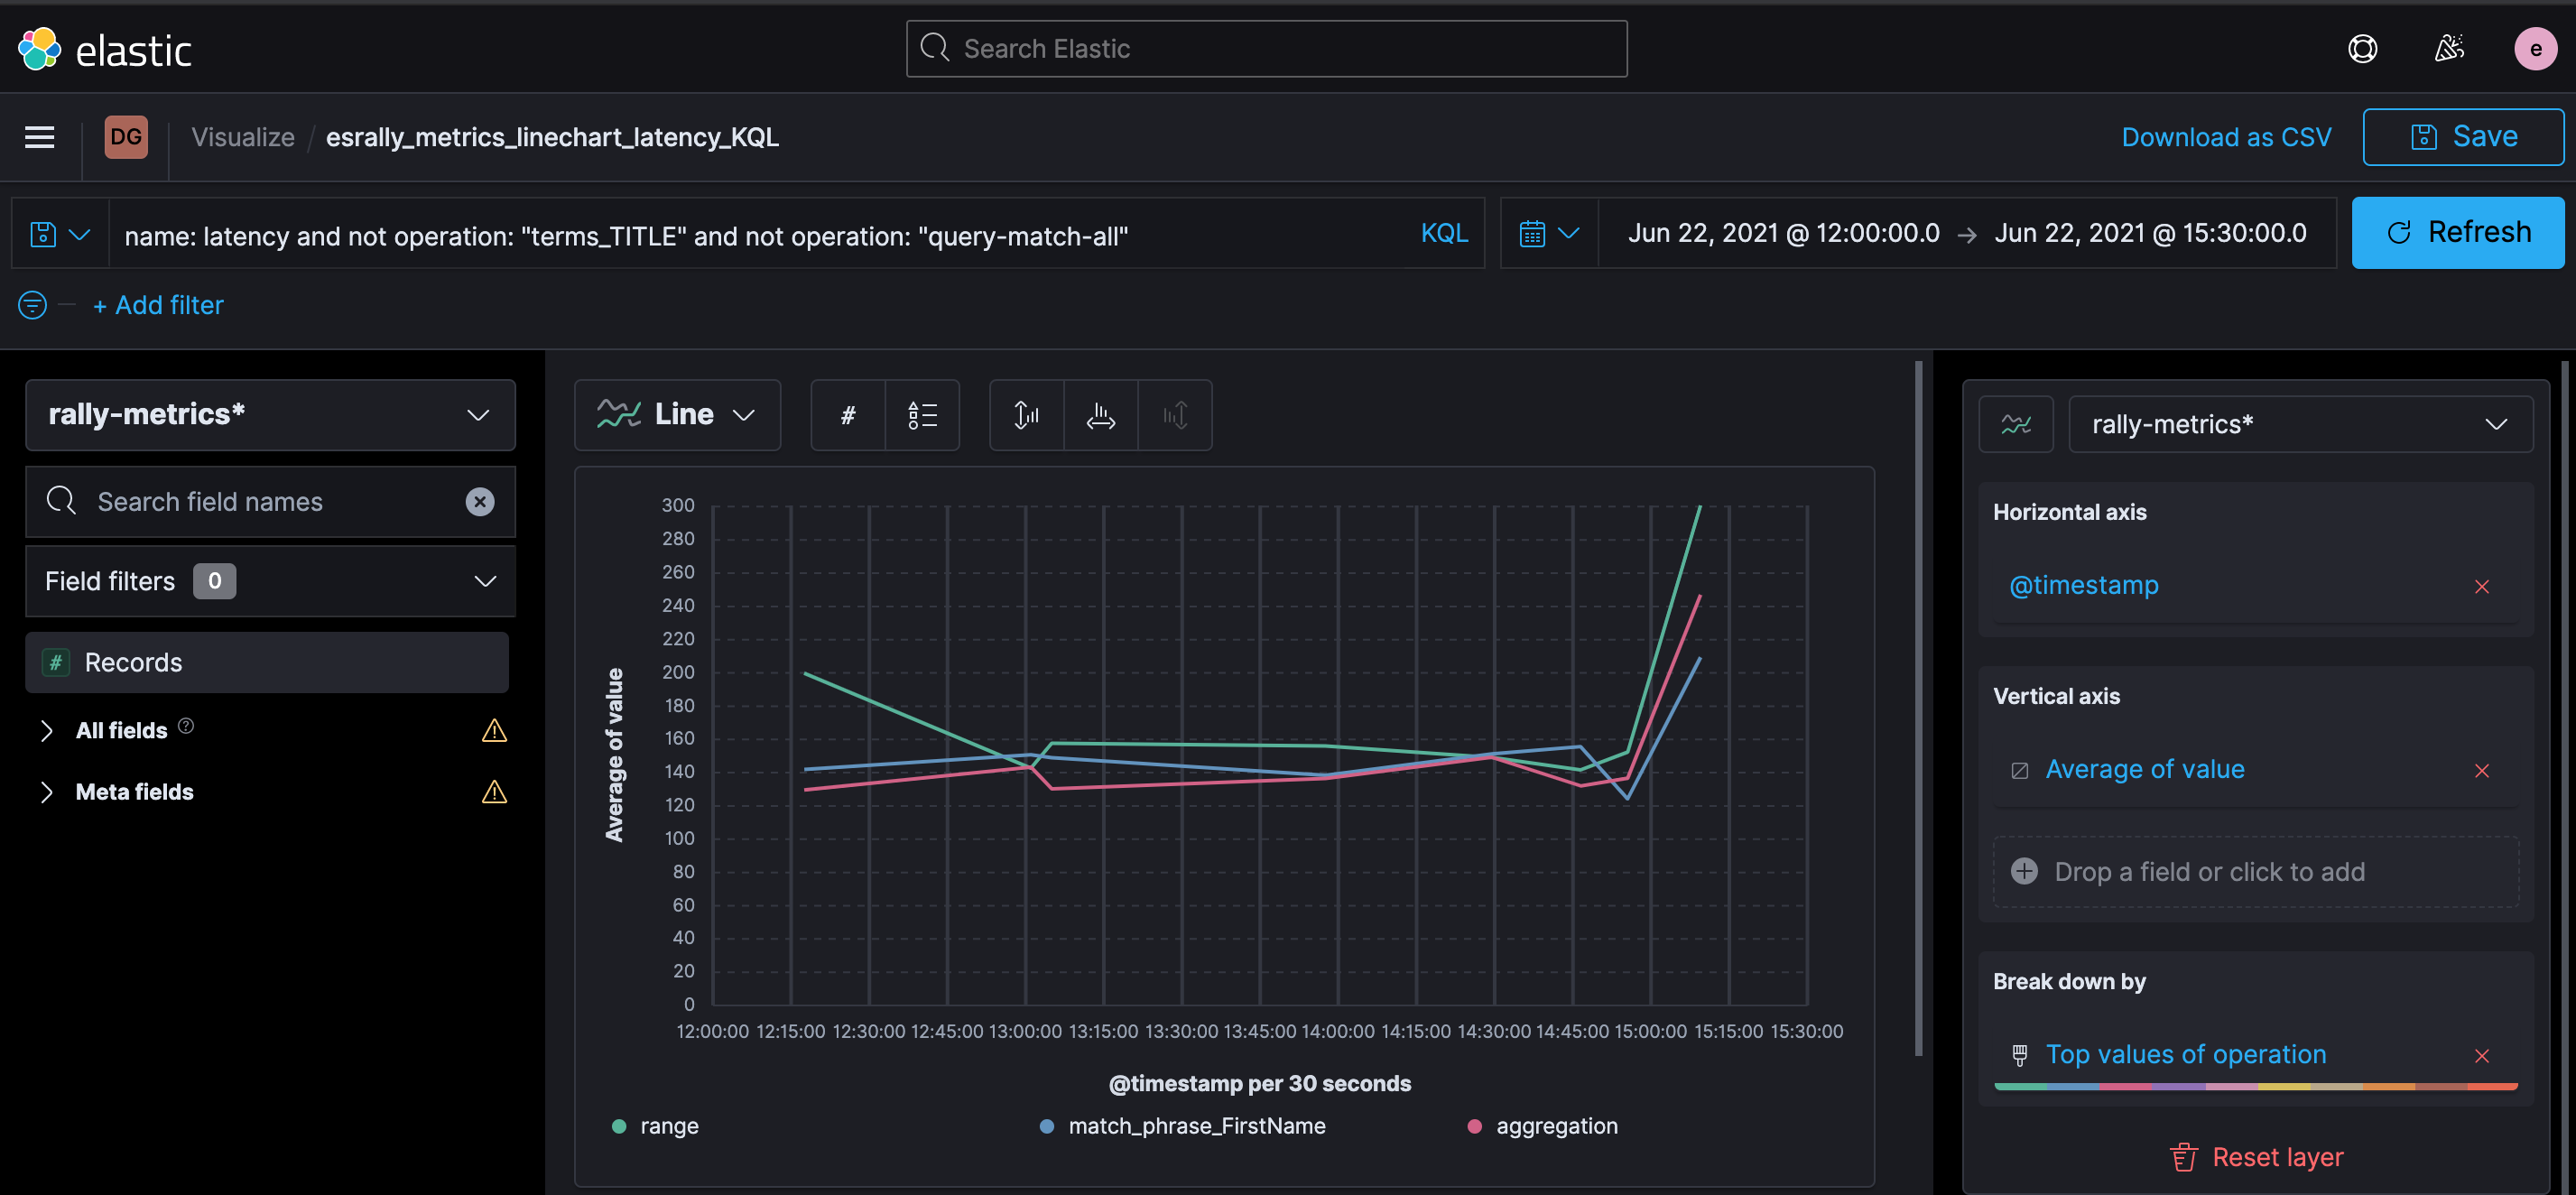 elastic
Search Elastic
e
DG
Visualize / esrally_metrics_linechart_latency_KQL
Download as CSV
Save
name: latency and not operation: "terms_TITLE" and not operation: "query-match-all"
KQL
Jun 22, 2021 @ 12:00:00.0 → Jun 22, 2021 @ 15:30:00.0
Refresh
+ Add filter
rally-metrics*
Search field names
Field filters 0
# Records
All fields
Meta fields
Line
#
300
280
260
240
220
200
180
160
140
120
100
80
60
40
20
0
Average of value
12:00:00 12:15:00 12:30:00 12:45:00 13:00:00 13:15:00 13:30:00 13:45:00 14:00:00 14:15:00 14:30:00 14:45:00 15:00:00 15:15:00 15:30:00
@timestamp per 30 seconds
range
match_phrase_FirstName
aggregation
rally-metrics*
Horizontal axis
@timestamp
Vertical axis
Average of value
Drop a field or click to add
Break down by
Top values of operation
Reset layer